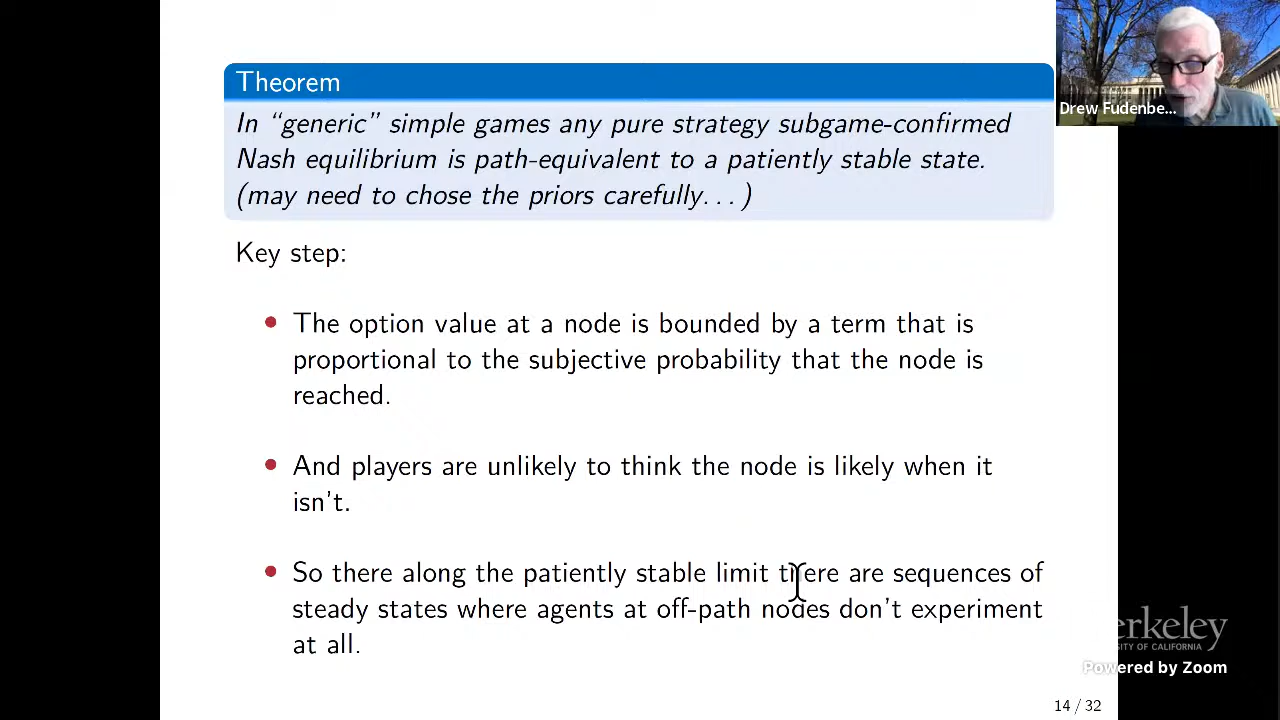 Theorem
In “generic” simple games any pure strategy subgame-confirmed
Nash equilibrium is path-equivalent to a patiently stable state.
(may need to chose the priors carefully. . . )
Key step:
The option value at a node is bounded by a term that is
proportional to the subjective probability that the node is
reached.
And players are unlikely to think the node is likely when it
isn't.
So there along the patiently stable limit there are sequences of
steady states where agents at off-path nodes don't experiment
at all.
14 / 32
Drew Fudenbe...
erkeley
SITY OF CALIFORNIA
Powered by Zoom